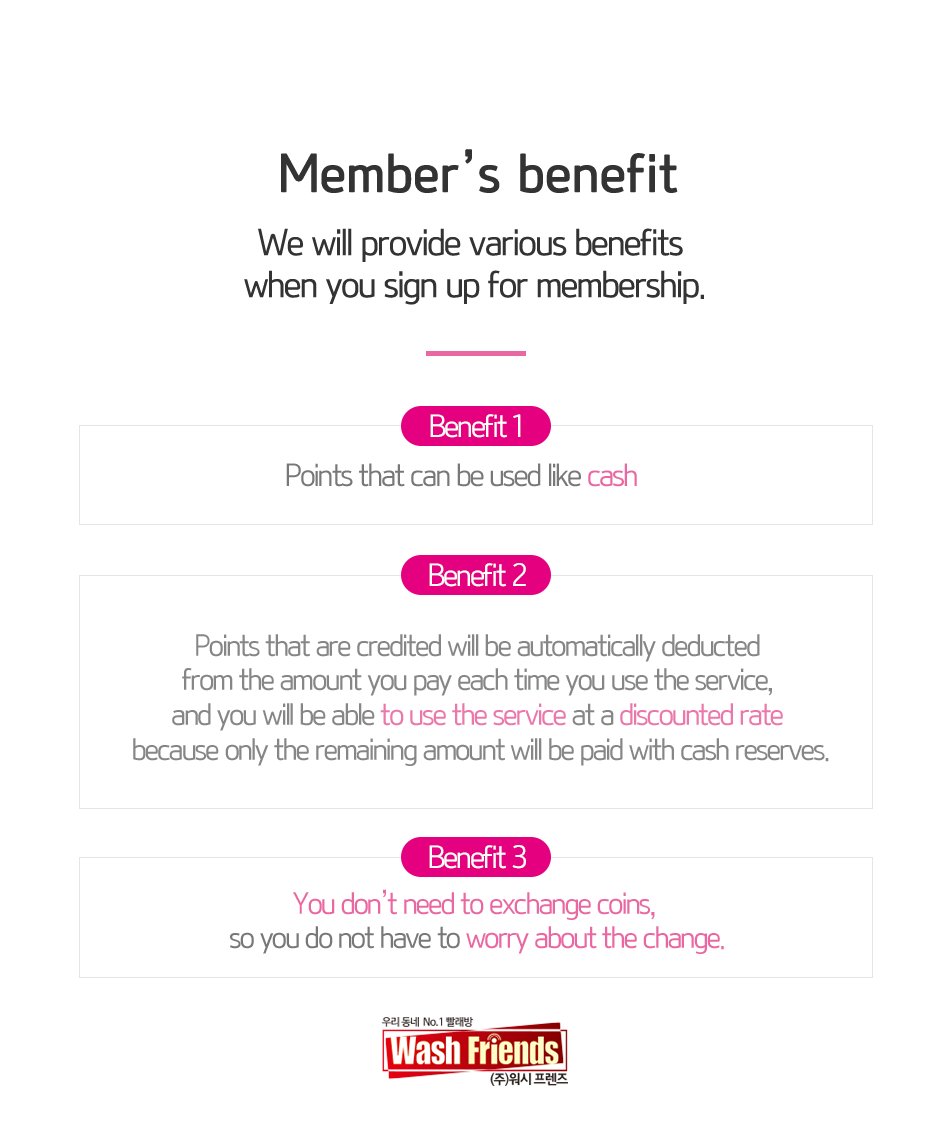 Member’s benefit
We will provide various benefits
when you sign up for membership.
Benefit 1
Points that can be used like cash
Benefit 2
Points that are credited will be automatically deducted
from the amount you pay each time you use the service,
and you will be able to use the service at a discounted rate
because only the remaining amount will be paid with cash reserves.
Benefit 3
You don’t need to exchange coins,
so you do not have to worry about the change.
우리 동네 No.1 빨래방
Wash Friends
(주)워시 프렌즈